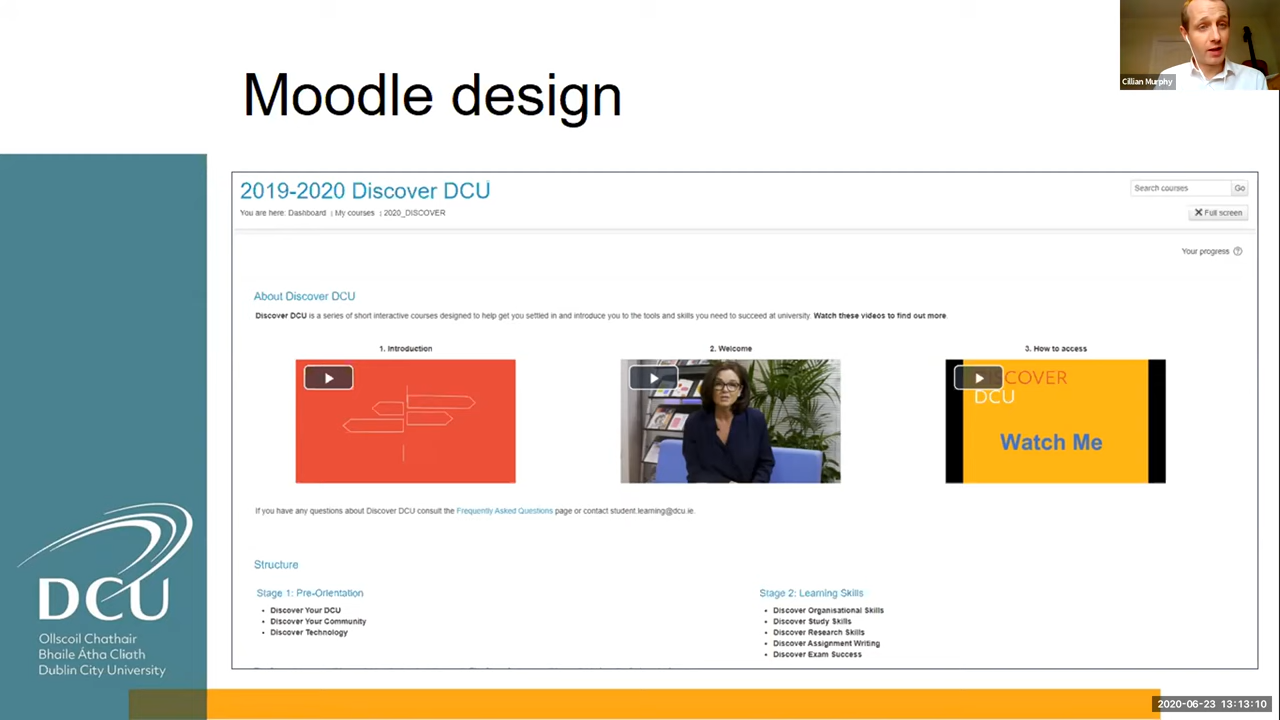 Cillian Murphy
Moodle design
2019-2020 Discover DCU
Search courses
Go
You are here: Dashboard | My courses | 2020_DISCOVER
Full screen
Your progress
About Discover DCU
Discover DCU is a series of short interactive courses designed to help get you settled in and introduce you to the tools and skills you need to succeed at university. Watch these videos to find out more.
1. Introduction
2. Welcome
3. How to access
DCU
Watch Me
If you have any questions about Discover DCU consult the Frequently Asked Questions page or contact student.learning@dcu.ie.
Structure
Stage 1: Pre-Orientation
Discover Your DCU
Discover Your Community
Discover Technology
Stage 2: Learning Skills
Discover Organisational Skills
Discover Study Skills
Discover Research Skills
Discover Assignment Writing
Discover Exam Success
DCU
Ollscoil Chathair
Bhaile Átha Cliath
Dublin City University
2020-06-23 13:13:10